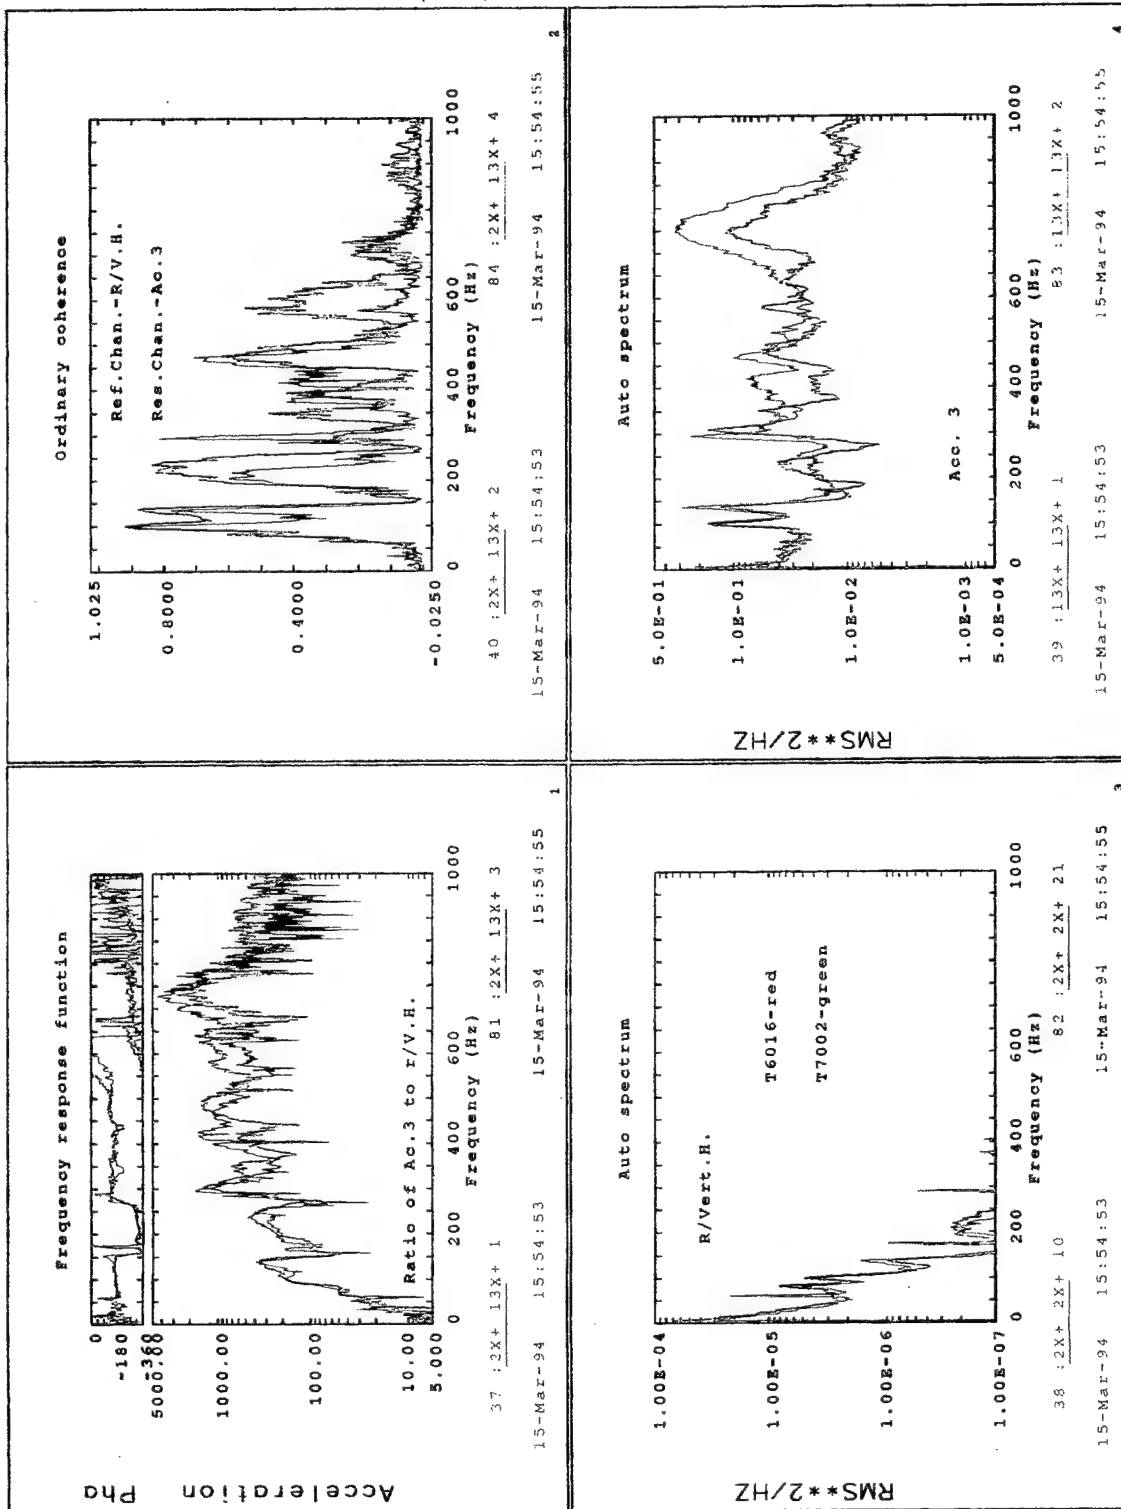 Frequency response function
0
-180
-360
Pha
5000.00
1000.00
100.00
10.00
5.000
Acceleration
Ratio of Ac.3 to r/V.H.
0 200 400 600 1000
Frequency (Hz)
37 :2X+ 13X+ 1 81 :2X+ 13X+ 3
15-Mar-94 15:54:53 15-Mar-94 15:54:55
1
Ordinary coherence
1.025
0.8000
0.4000
-0.0250
Ref.Chan.-R/V.H.
Res.Chan.-Ac.3
0 200 400 600 1000
Frequency (Hz)
40 :2X+ 13X+ 2 84 :2X+ 13X+ 4
15-Mar-94 15:54:53 15-Mar-94 15:54:55
2
Auto spectrum
1.00E-04
1.00E-05
1.00E-06
1.00E-07
RMS**2/HZ
R/Vert.H.
T6016-red
T7002-green
0 200 400 600 1000
Frequency (Hz)
38 :2X+ 2X+ 10 82 :2X+ 2X+ 21
15-Mar-94 15:54:53 15-Mar-94 15:54:55
3
Auto spectrum
5.0E-01
1.0E-01
1.0E-02
1.0E-03
5.0E-04
RMS**2/HZ
Acc. 3
0 200 400 600 1000
Frequency (Hz)
39 :13X+ 13X+ 1 83 :13X+ 13X+ 2
15-Mar-94 15:54:53 15-Mar-94 15:54:55
4